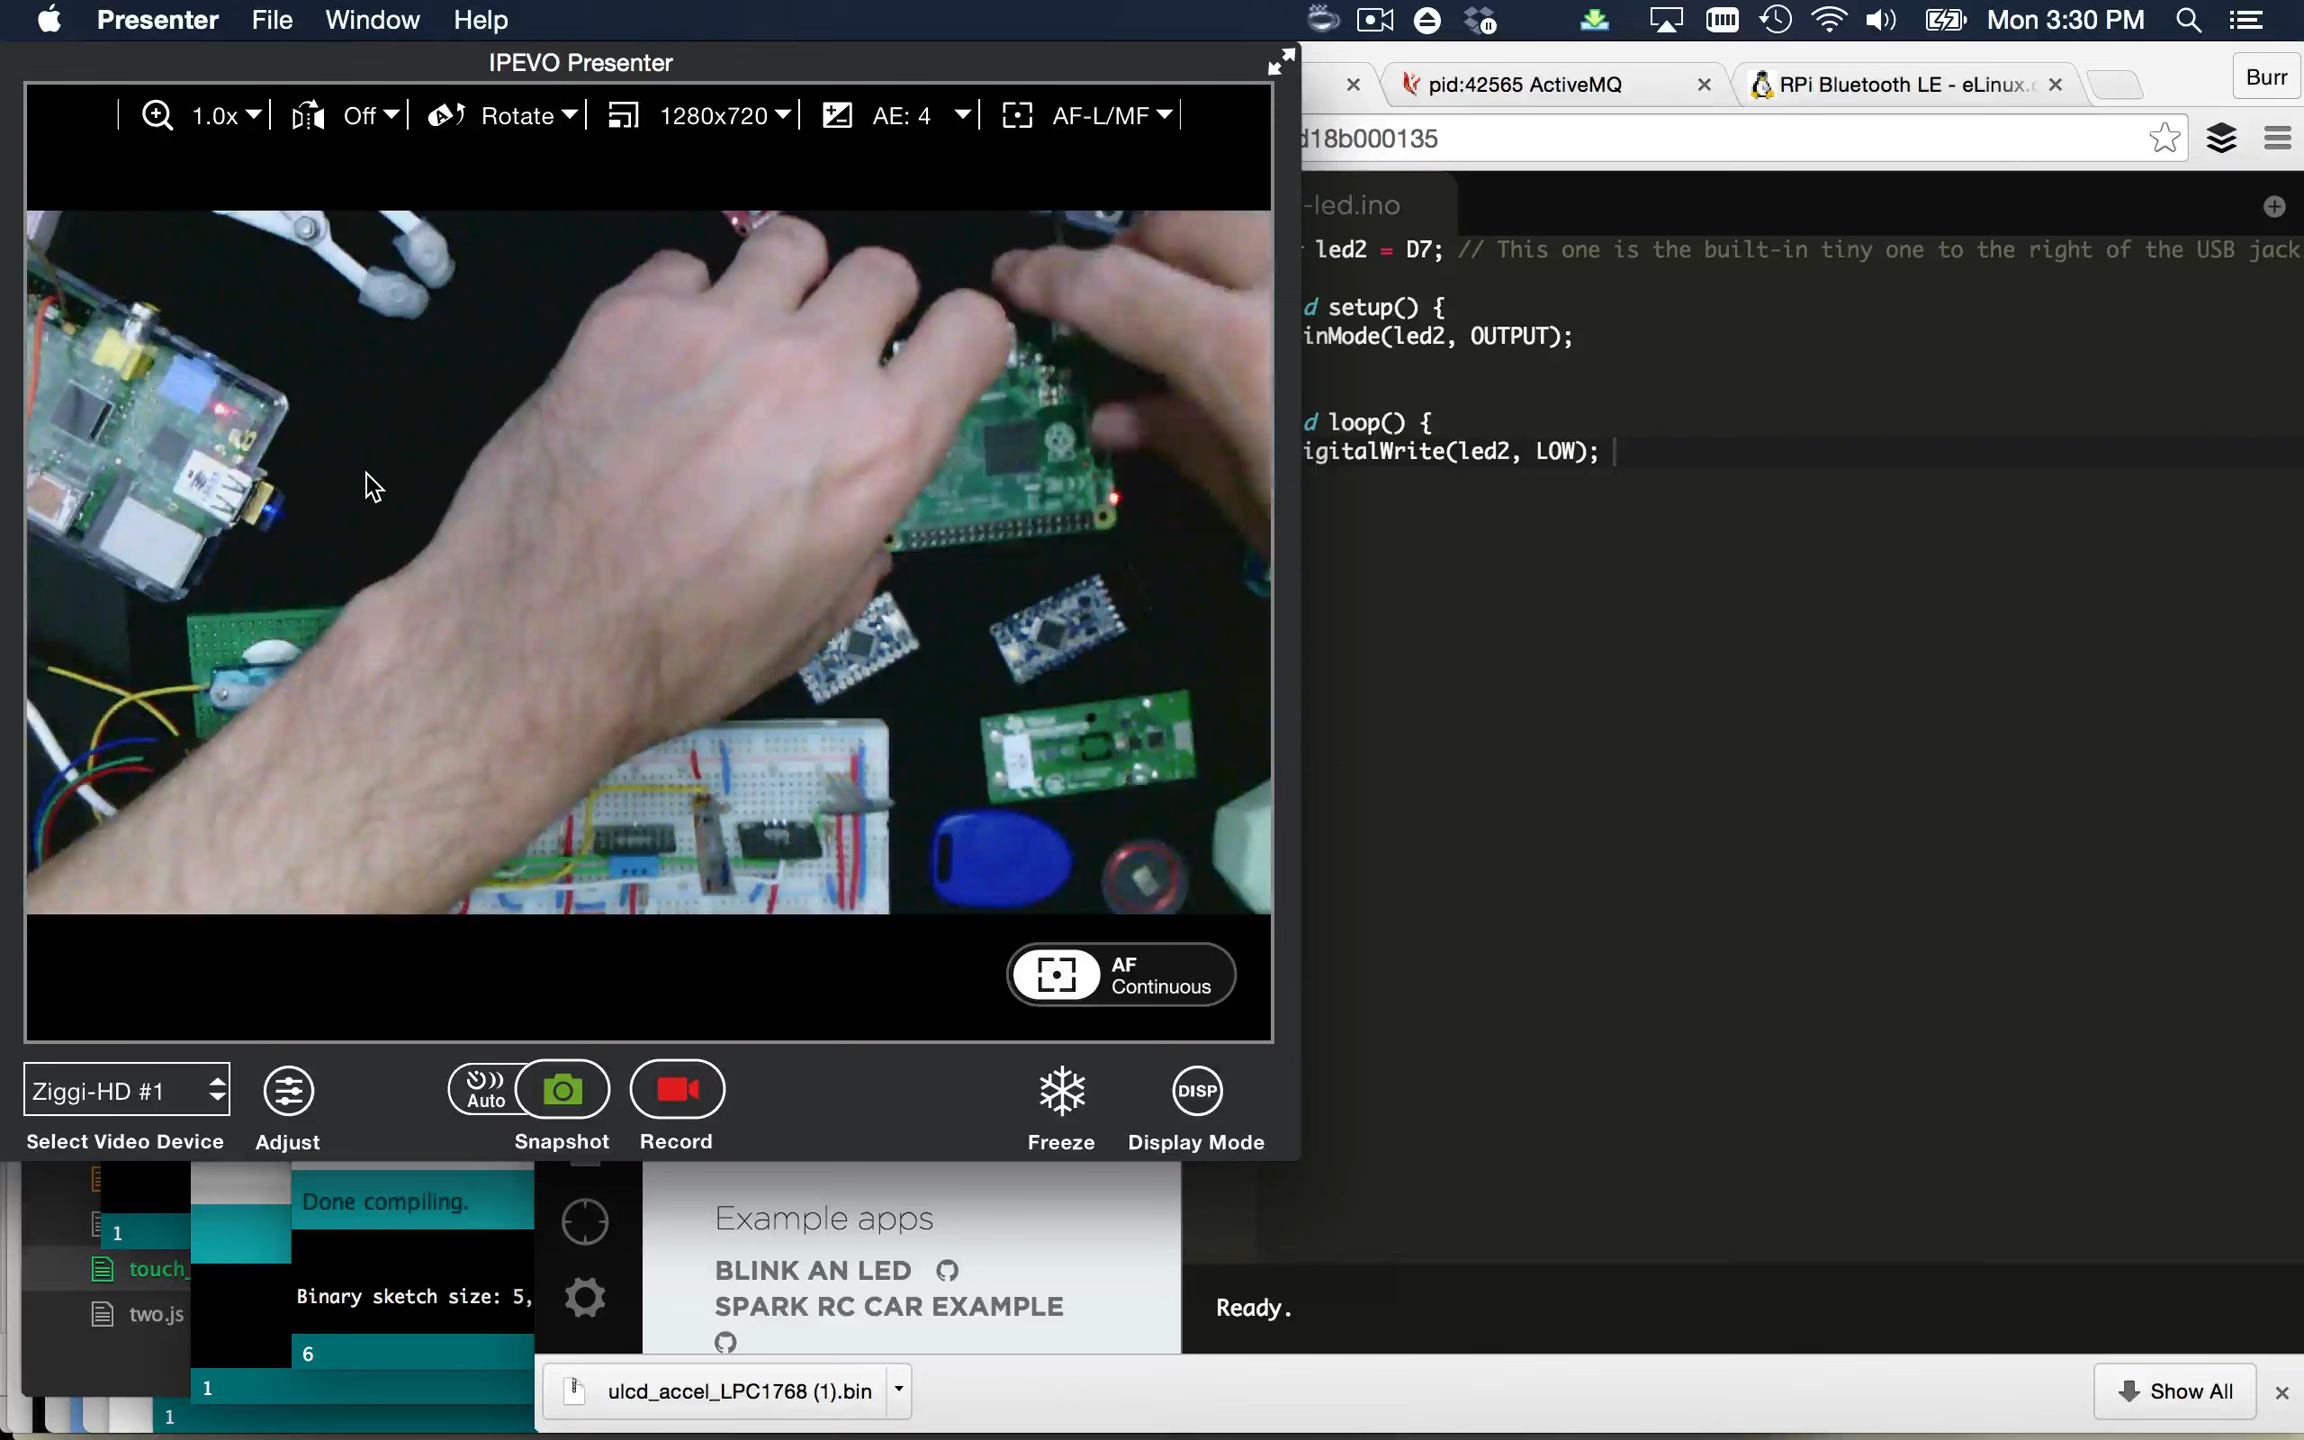 Presenter File Window Help Mon 3:30 PM
IPEVO Presenter
1.0x Off Rotate 1280x720 AE: 4 AF-L/MF
pid:42565 ActiveMQ RPi Bluetooth LE - eLinux. Burr
d18b000135
-led.ino
led2 = D7; // This one is the built-in tiny one to the right of the USB jack
d setup() {
inMode(led2, OUTPUT);
d loop() {
igitalWrite(led2, LOW);
AF
Continuous
Ziggi-HD #1 Auto DISP
Select Video Device Adjust Snapshot Record Freeze Display Mode
Done compiling.
Example apps
1
touch_
BLINK AN LED
Binary sketch size: 5,
SPARK RC CAR EXAMPLE
Ready.
two.js
6
1
ulcd_accel_LPC1768 (1).bin
Show All
1